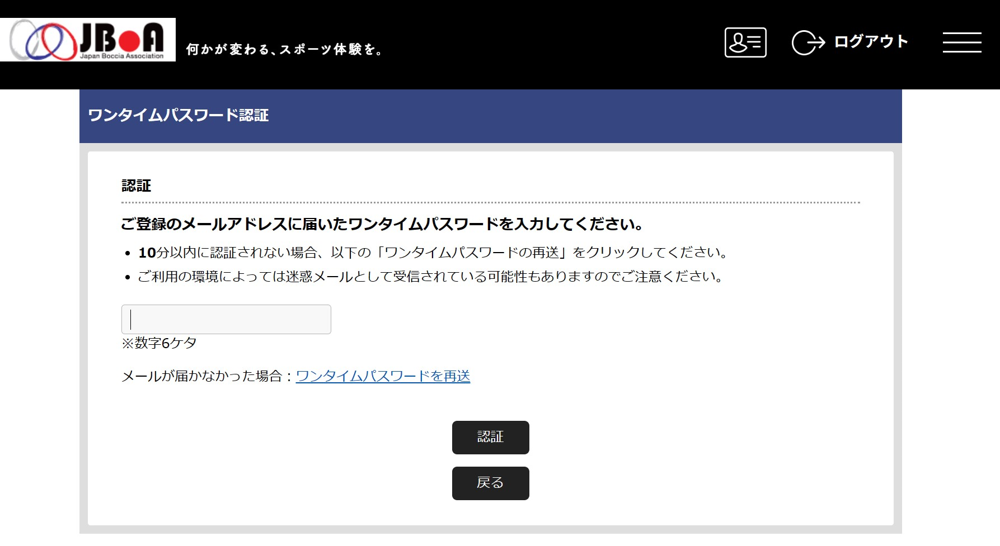 JBoA
Japan Boccia Association
何かが変わる、スポーツ体験を。
ログアウト
ワンタイムパスワード認証
認証
ご登録のメールアドレスに届いたワンタイムパスワードを入力してください。
• 10分以内に認証されない場合、以下の「ワンタイムパスワードの再送」をクリックしてください。
• ご利用の環境によっては迷惑メールとして受信されている可能性もありますのでご注意ください。
※数字6ケタ
メールが届かなかった場合：ワンタイムパスワードを再送
認証
戻る